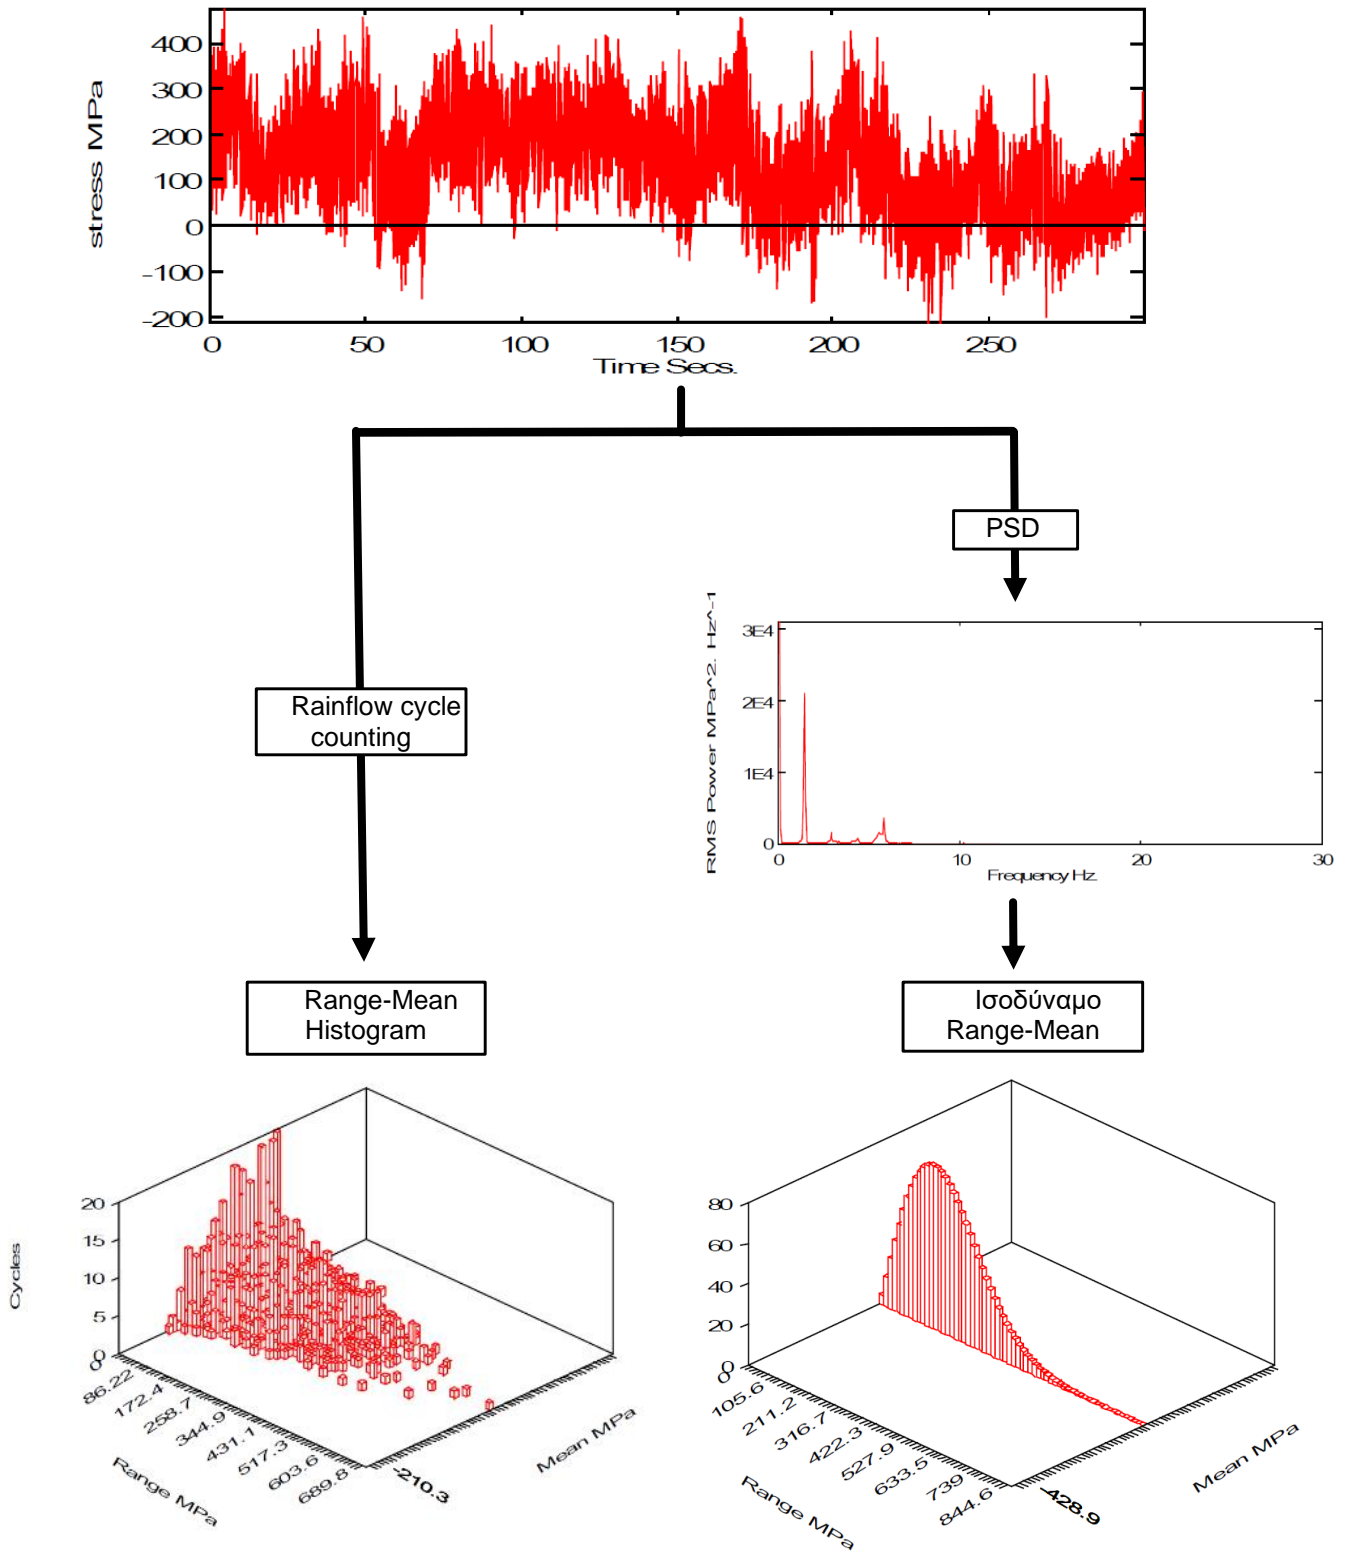 stress MPa
400
300
200
100
0
-100
-200
0 50 100 150 200 250
Time Secs.
PSD
RMS Power MPa^2. Hz^-1
3E4
2E4
1E4
0
0 10 20 30
Frequency Hz.
Rainflow cycle
counting
Range-Mean
Histogram
Ισοδύναμο
Range-Mean
Cycles
20
15
10
5
0
0
86.22
172.4
258.7
344.9
431.1
517.3
603.6
689.8
Range MPa
-210.3
Mean MPa
80
60
40
20
0
0
105.6
211.2
316.7
422.3
527.9
633.5
739
844.6
Range MPa
-428.9
Mean MPa